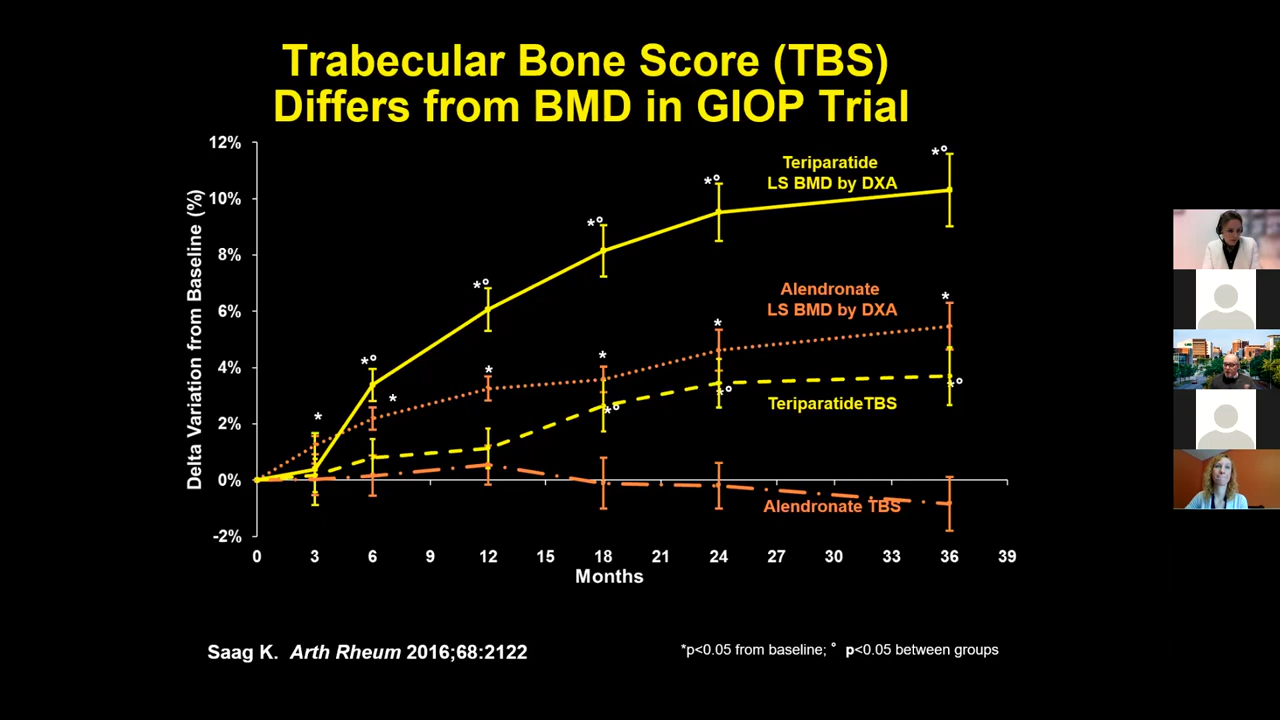 Trabecular Bone Score (TBS)
Differs from BMD in GIOP Trial
Delta Variation from Baseline (%)
12%
10%
8%
6%
4%
2%
0%
-2%
Teriparatide
LS BMD by DXA
Alendronate
LS BMD by DXA
TeriparatideTBS
Alendronate TBS
*
*°
*
*°
*
*°
*
*°
*°
*
*°
*°
*
*°
0 3 6 9 12 15 18 21 24 27 30 33 36 39
Months
Saag K. Arth Rheum 2016;68:2122
*p<0.05 from baseline; ° p<0.05 between groups